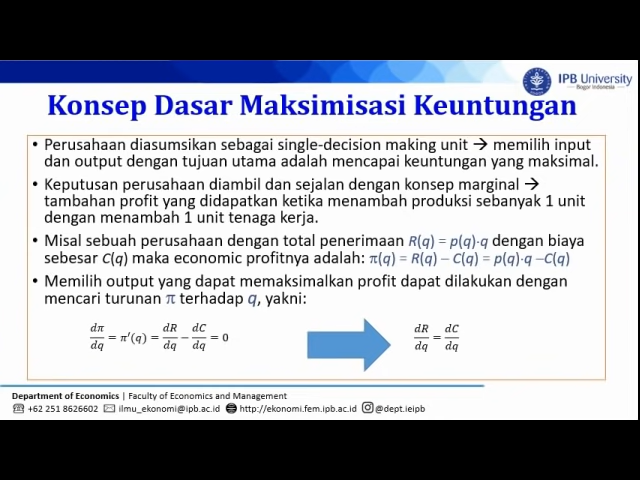 IPB University
Bogor Indonesia
Konsep Dasar Maksimisasi Keuntungan
• Perusahaan diasumsikan sebagai single-decision making unit → memilih input
dan output dengan tujuan utama adalah mencapai keuntungan yang maksimal.
• Keputusan perusahaan diambil dan sejalan dengan konsep marginal →
tambahan profit yang didapatkan ketika menambah produksi sebanyak 1 unit
dengan menambah 1 unit tenaga kerja.
• Misal sebuah perusahaan dengan total penerimaan R(q) = p(q)·q dengan biaya
sebesar C(q) maka economic profitnya adalah: π(q) = R(q) − C(q) = p(q)·q −C(q)
• Memilih output yang dapat memaksimalkan profit dapat dilakukan dengan
mencari turunan π terhadap q, yakni:
dπ/dq = π′(q) = dR/dq − dC/dq = 0
dR/dq = dC/dq
Department of Economics | Faculty of Economics and Management
+62 251 8626602 ilmu_ekonomi@ipb.ac.id http://ekonomi.fem.ipb.ac.id @dept.ieipb